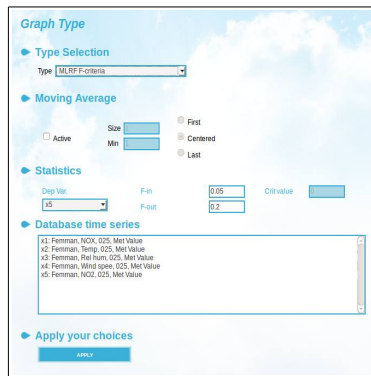 Graph Type
Type Selection
Type MLRF F-criteria
Moving Average
Active Size First
Min Centered
Last
Statistics
Dep Var. F-in 0.05 Crit value
x5 F-out 0.2
Database time series
x1: Femman, NOX, 025, Met Value
x2: Femman, Temp, 025, Met Value
x3: Femman, Rel hum, 025, Met Value
x4: Femman, Wind spee, 025, Met Value
x5: Femman, NO2, 025, Met Value
Apply your choices
APPLY